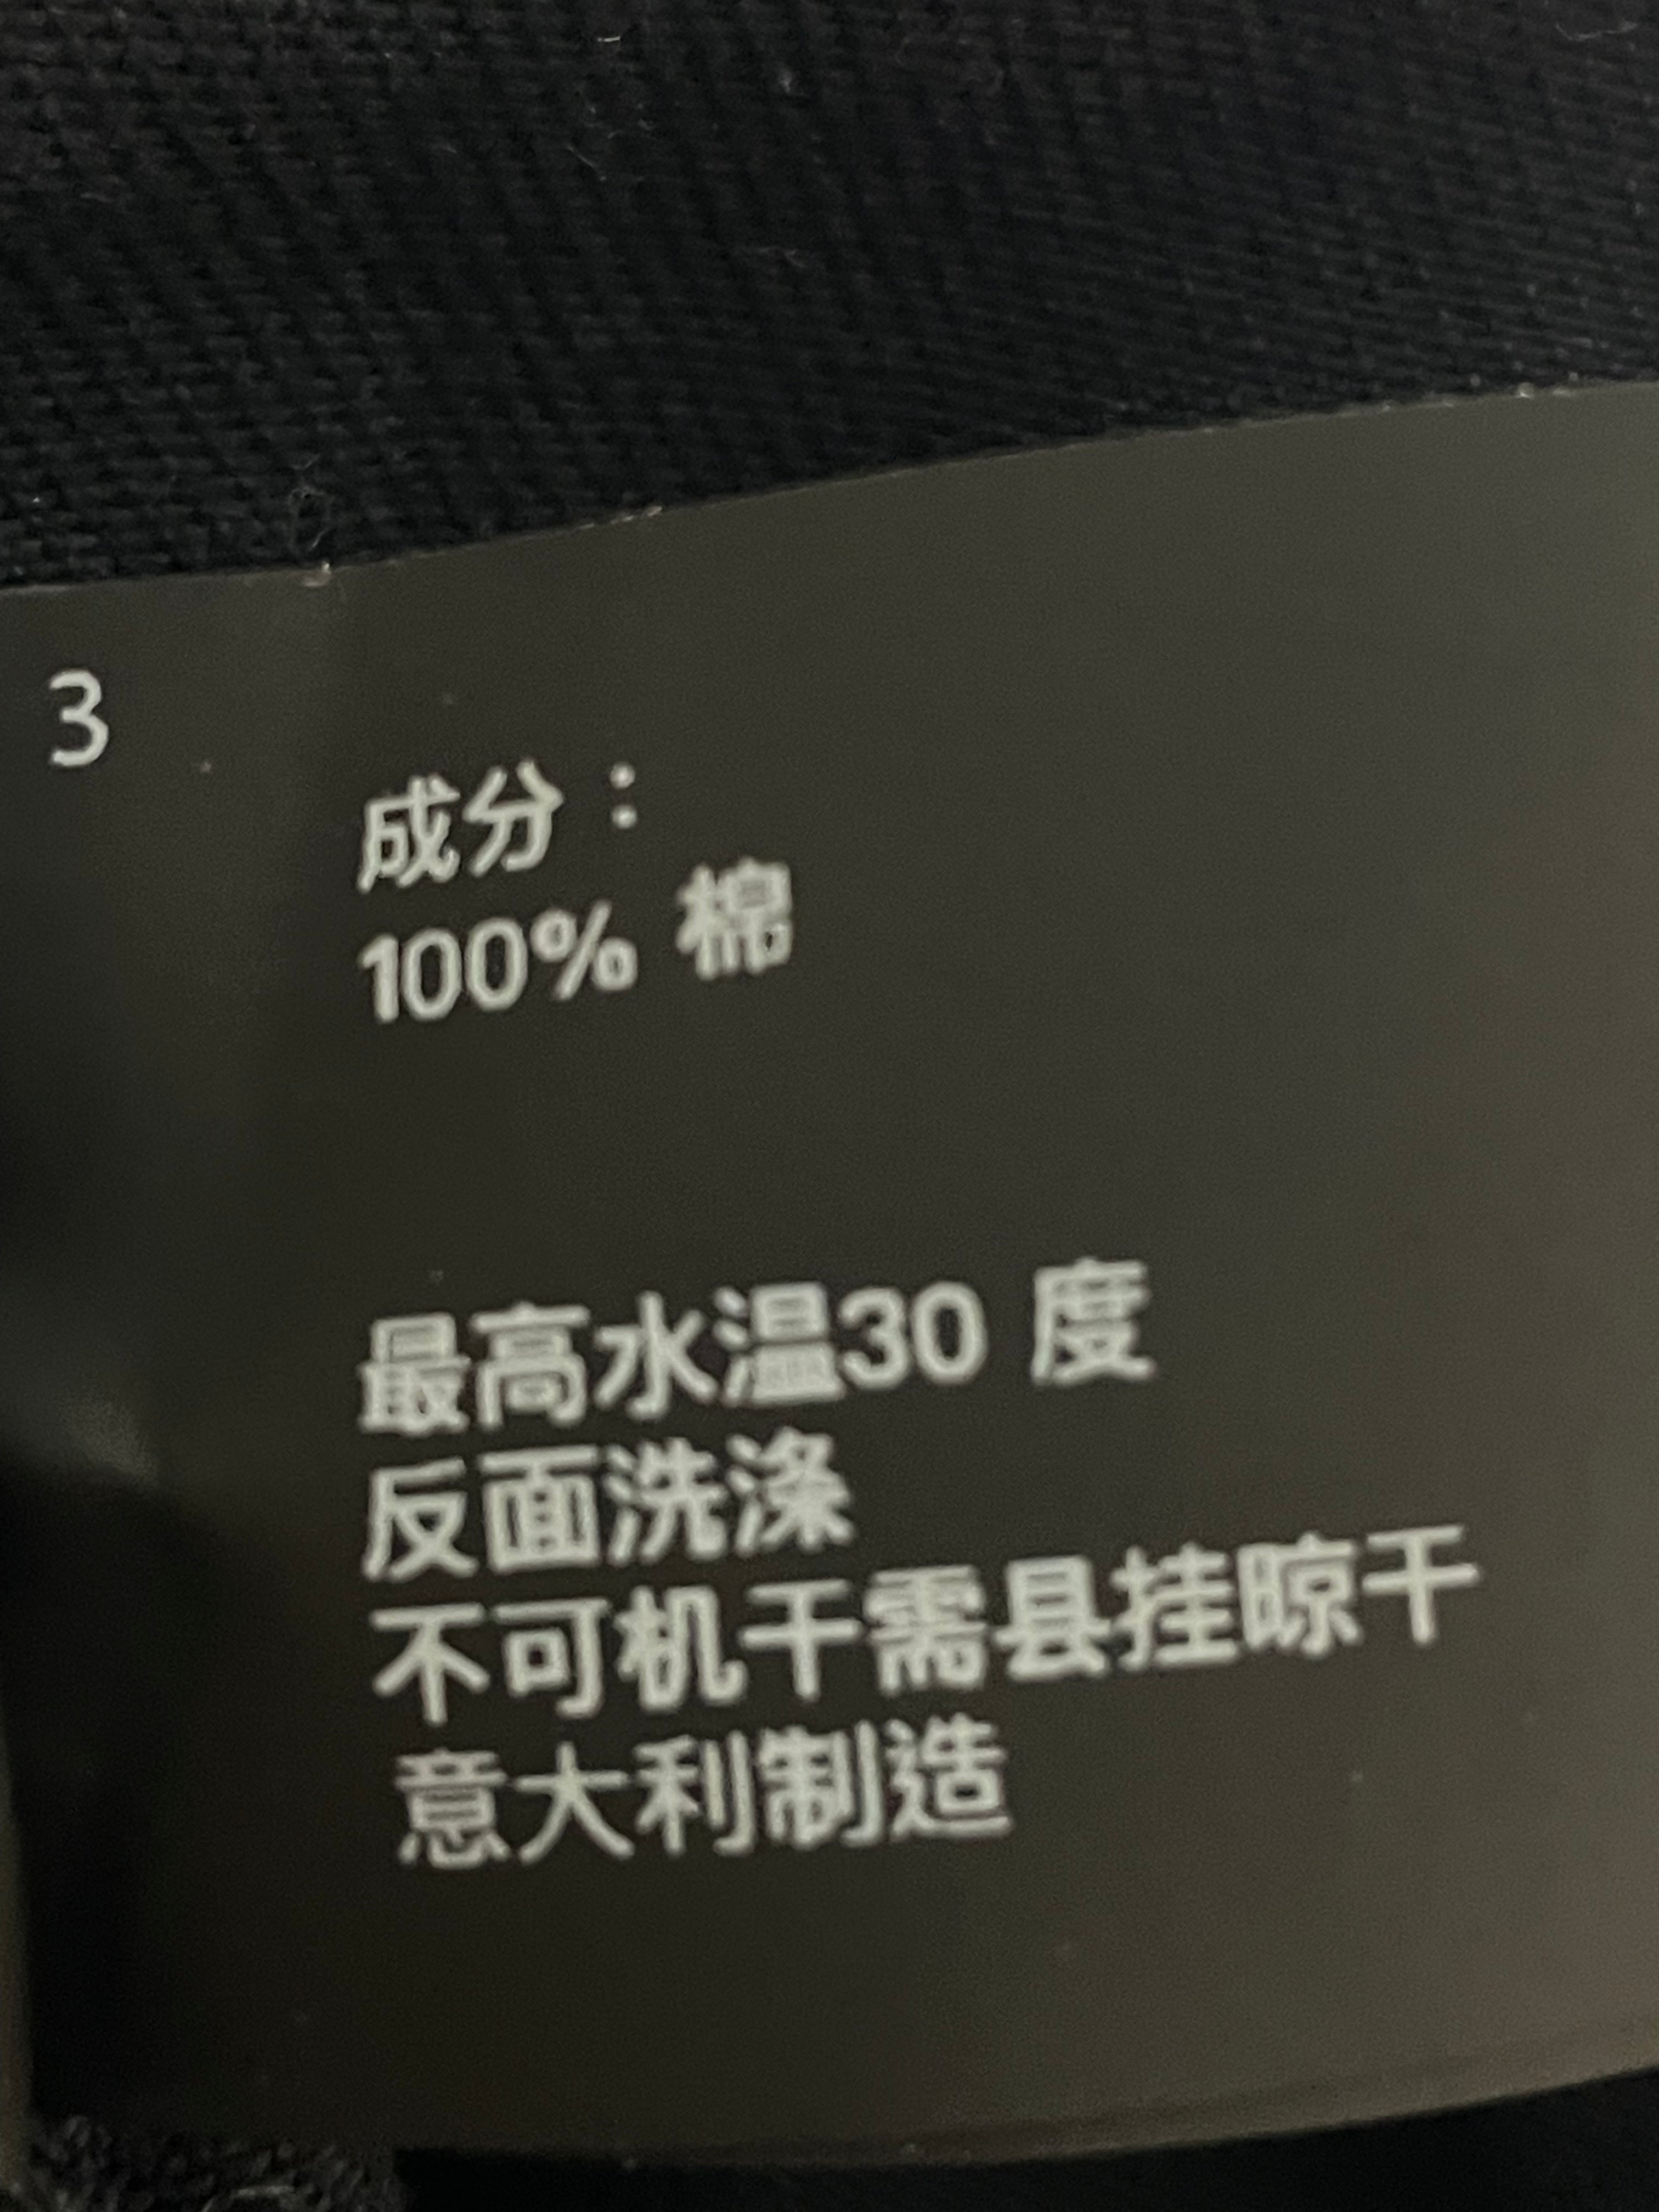 3
成分：
100% 棉
最高水温30 度
反面洗涤
不可机干需县挂晾干
意大利制造